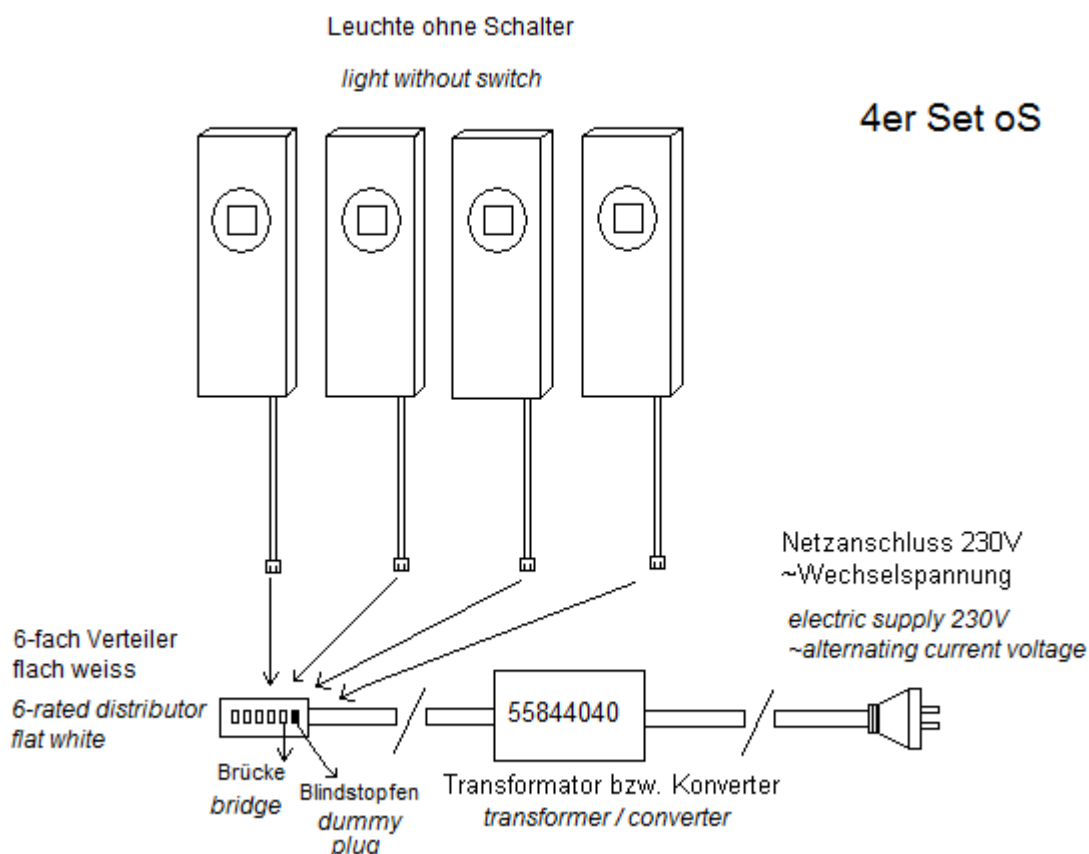 Leuchte ohne Schalter
light without switch
4er Set oS
Netzanschluss 230V
~Wechselspannung
electric supply 230V
~alternating current voltage
6-fach Verteiler
flach weiss
6-rated distributor
flat white
55844040
Brücke
bridge
Blindstopfen
dummy
plug
Transformator bzw. Konverter
transformer / converter